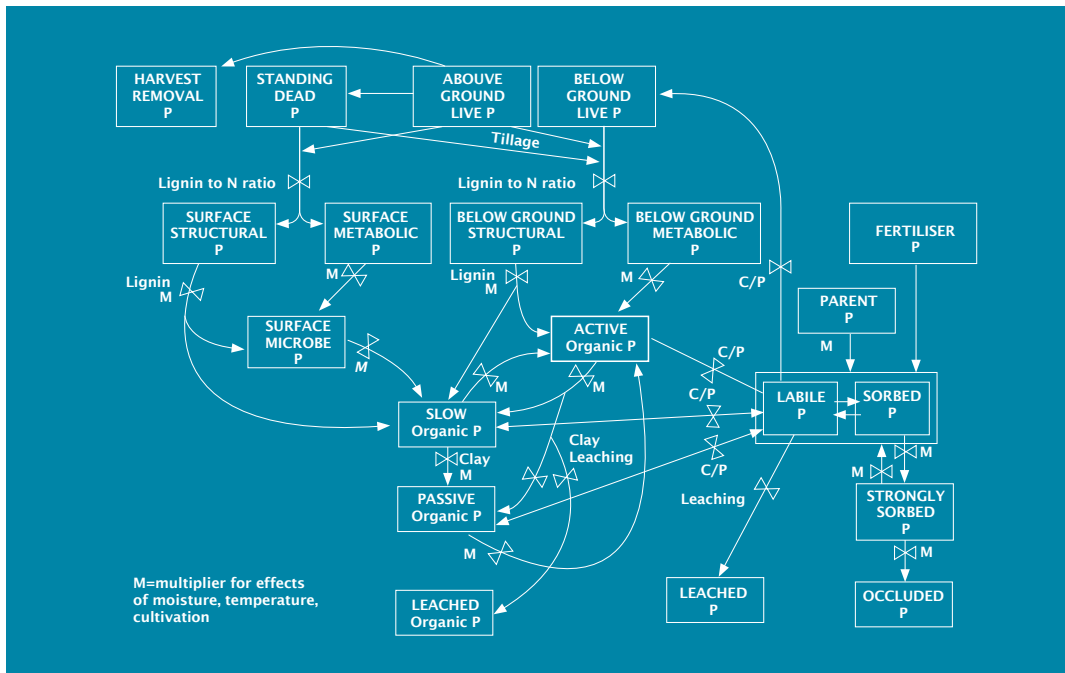 HARVEST
REMOVAL
P
STANDING
DEAD
P
ABOUVE
GROUND
LIVE P
BELOW
GROUND
LIVE P
Tillage
Lignin to N ratio
Lignin to N ratio
SURFACE
STRUCTURAL
P
SURFACE
METABOLIC
P
BELOW GROUND
STRUCTURAL
P
BELOW GROUND
METABOLIC
P
FERTILISER
P
Lignin
M
M
Lignin
M
M
C/P
PARENT
P
M
SURFACE
MICROBE
P
M
ACTIVE
Organic P
C/P
M
M
C/P
LABILE
P
SORBED
P
SLOW
Organic P
Clay
M
Clay
Leaching
C/P
M
M
PASSIVE
Organic P
Leaching
STRONGLY
SORBED
P
M
M
M=multiplier for effects
of moisture, temperature,
cultivation
LEACHED
Organic P
LEACHED
P
OCCLUDED
P